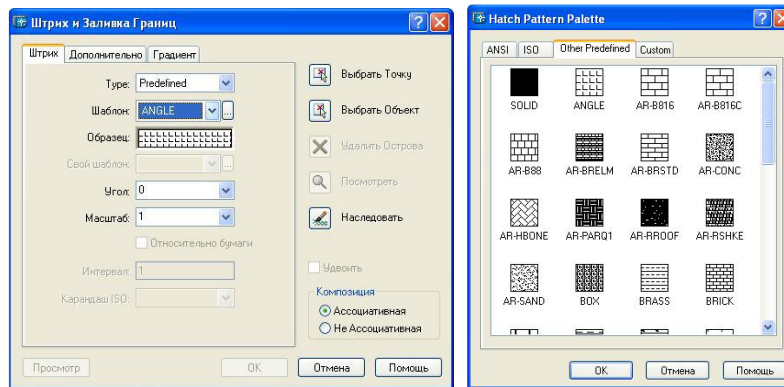 Штрих и Заливка Границ
Штрих Дополнительно Градиент
Type: Predefined
Шаблон: ANGLE ...
Образец:
Свой шаблон: ...
Угол: 0
Масштаб: 1
Относительно бумаги
Интервал: 1
Карандаш ISO:
Выбрать Точку
Выбрать Объект
Удалить Острова
Посмотреть
Наследовать
Удвоить
Композиция
Ассоциативная
Не Ассоциативная
Просмотр OK Отмена Помощь
Hatch Pattern Palette
ANSI ISO Other Predefined Custom
SOLID ANGLE AR-B816 AR-B816C
AR-B88 AR-BRELM AR-BRSTD AR-CONC
AR-HBONE AR-PARQ1 AR-RROOF AR-RSHKE
AR-SAND BOX BRASS BRICK
OK Отмена Помощь